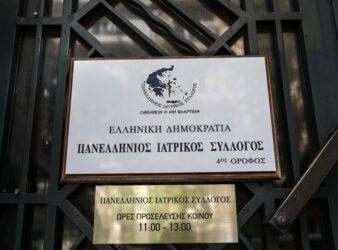 ΠΑΝΕΛΛΗΝΙΟΣ ΙΑΤΡΙΚΟΣ ΣΥΛΛΟΓΟΣ
ΩΦΕΛΕΕΙΝ Η ΜΗ ΒΛΑΠΤΕΙΝ
ΕΛΛΗΝΙΚΗ ΔΗΜΟΚΡΑΤΙΑ
ΠΑΝΕΛΛΗΝΙΟΣ ΙΑΤΡΙΚΟΣ ΣΥΛΛΟΓΟΣ
4ος ΟΡΟΦΟΣ
ΠΑΝΕΛΛΗΝΙΟΣ ΙΑΤΡΙΚΟΣ ΣΥΛΛΟΓΟΣ
ΩΡΕΣ ΠΡΟΣΕΛΕΥΣΗΣ ΚΟΙΝΟΥ
11:00 - 13:00